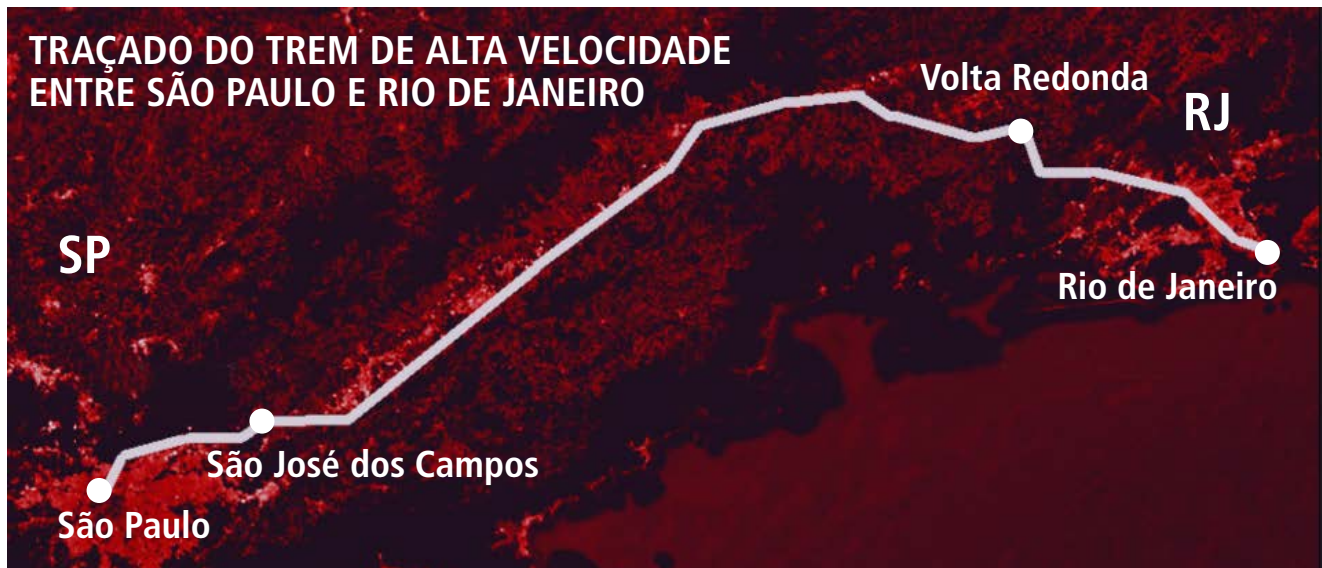 TRAÇADO DO TREM DE ALTA VELOCIDADE
ENTRE SÃO PAULO E RIO DE JANEIRO
Volta Redonda
RJ
SP
Rio de Janeiro
São José dos Campos
São Paulo